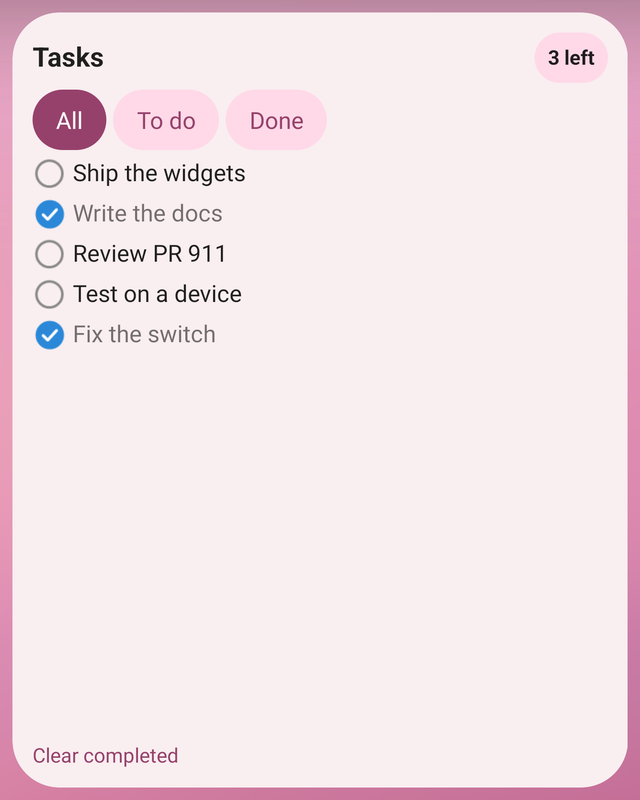 Tasks
3 left
All
To do
Done
Ship the widgets
Write the docs
Review PR 911
Test on a device
Fix the switch
Clear completed